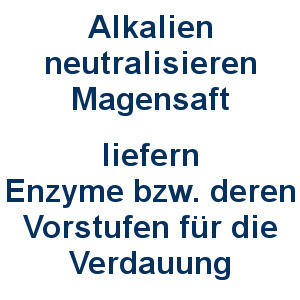 Alkalien
neutralisieren
Magensaft
liefern
Enzyme bzw. deren
Vorstufen für die
Verdauung